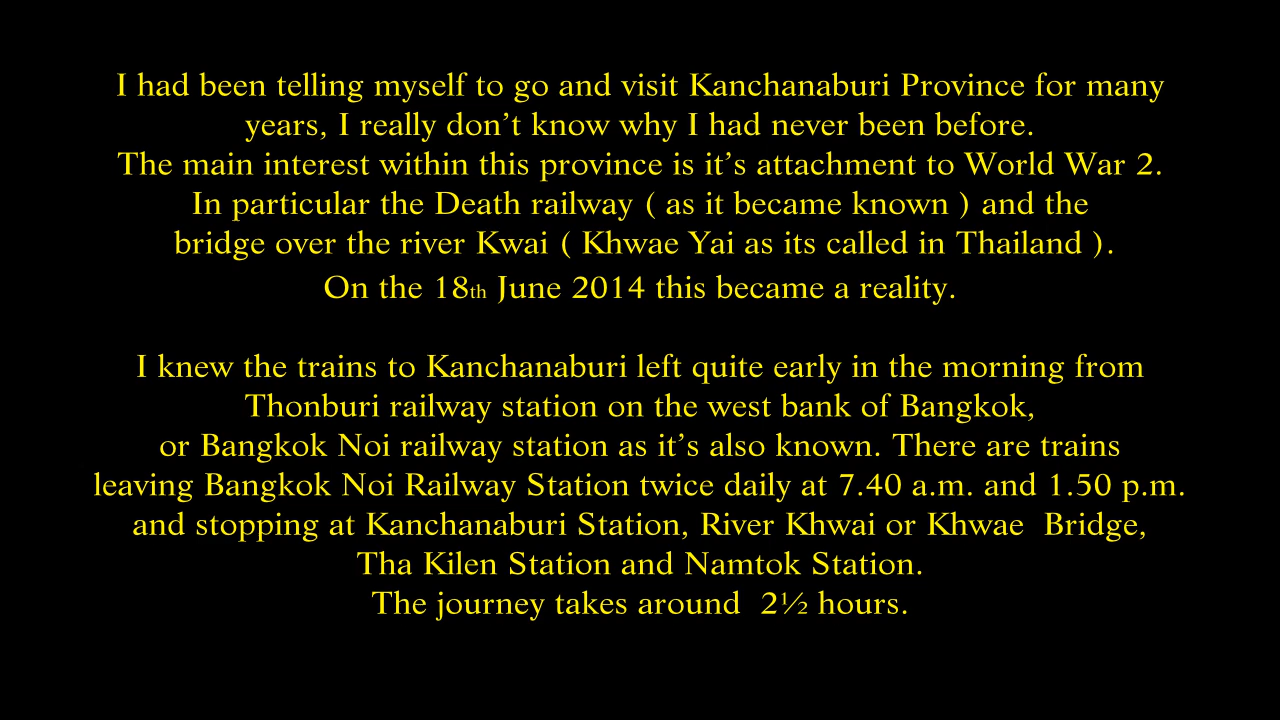 I had been telling myself to go and visit Kanchanaburi Province for many
years, I really don’t know why I had never been before.
The main interest within this province is it’s attachment to World War 2.
In particular the Death railway ( as it became known ) and the
bridge over the river Kwai ( Khwae Yai as its called in Thailand ).
On the 18th June 2014 this became a reality.
I knew the trains to Kanchanaburi left quite early in the morning from
Thonburi railway station on the west bank of Bangkok,
or Bangkok Noi railway station as it’s also known. There are trains
leaving Bangkok Noi Railway Station twice daily at 7.40 a.m. and 1.50 p.m.
and stopping at Kanchanaburi Station, River Khwai or Khwae  Bridge,
Tha Kilen Station and Namtok Station.
The journey takes around  2½ hours.